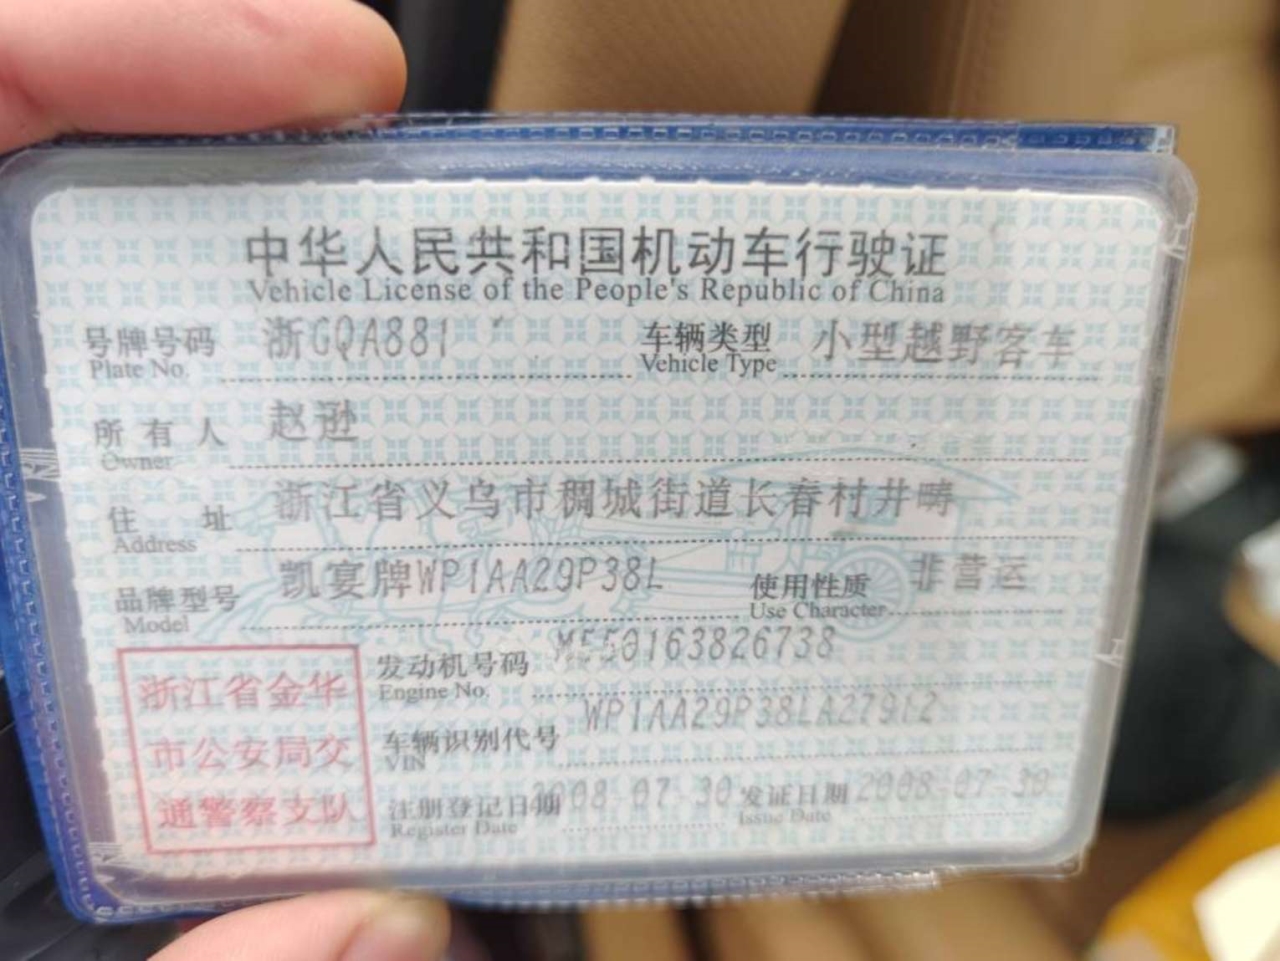 中华人民共和国机动车行驶证
Vehicle License of the People's Republic of China
号牌号码 浙GQA881 车辆类型 小型越野客车
Plate No. Vehicle Type
所有人 赵逊
Owner
住址 浙江省义乌市稠城街道长春村井畴
Address
品牌型号 凯宴牌WP1AA29P38L 使用性质 非营运
Model Use Character
发动机号码 M550163826738
Engine No.
车辆识别代号 WP1AA29P38LA27912
VIN
注册登记日期 2008-07-30 发证日期 2008-07-30
Register Date Issue Date
浙江省金华
市公安局交
通警察支队